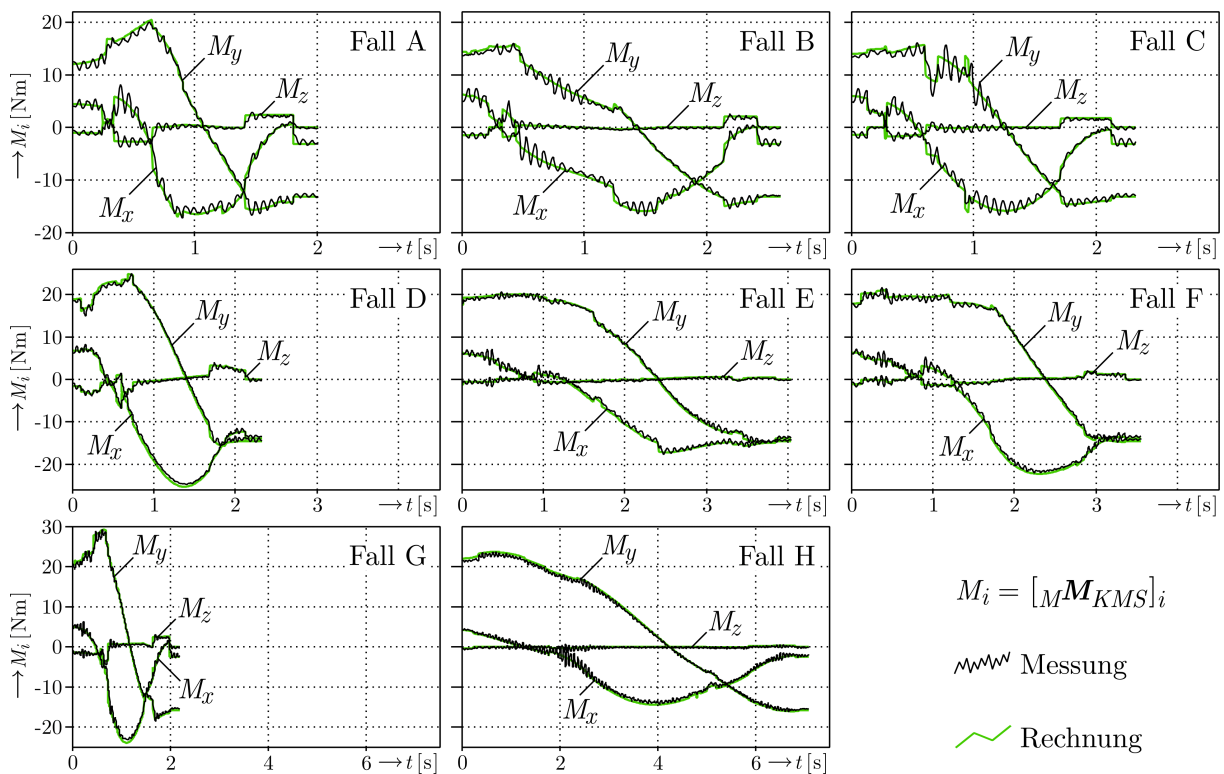 20
10
0
-10
-20
→ M_i [Nm]
Fall A
M_y
M_z
M_x
0 1 2 → t [s]
Fall B
M_y
M_z
M_x
0 1 2 → t [s]
Fall C
M_y
M_z
M_x
0 1 2 → t [s]
20
10
0
-10
-20
→ M_i [Nm]
Fall D
M_y
M_z
M_x
0 1 2 3 → t [s]
Fall E
M_y
M_z
M_x
0 1 2 3 → t [s]
Fall F
M_y
M_z
M_x
0 1 2 3 → t [s]
30
20
10
0
-10
-20
→ M_i [Nm]
Fall G
M_y
M_z
M_x
0 2 4 6 → t [s]
Fall H
M_y
M_z
M_x
0 2 4 6 → t [s]
M_i = [_M M_KMS]_i
Messung
Rechnung